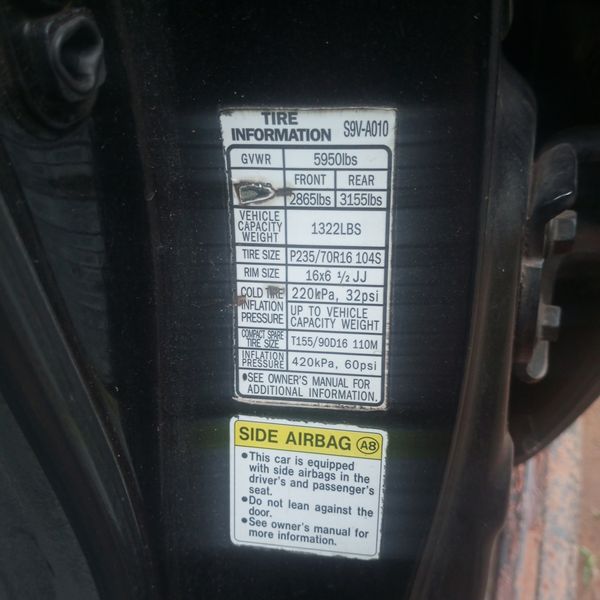 TIRE
INFORMATION S9V-A010
GVWR 5950lbs
FRONT REAR
2865lbs 3155lbs
VEHICLE
CAPACITY
WEIGHT
1322LBS
TIRE SIZE P235/70R16 104S
RIM SIZE 16x6 1/2 JJ
COLD TIRE
INFLATION
PRESSURE
220kPa, 32psi
UP TO VEHICLE
CAPACITY WEIGHT
COMPACT SPARE
TIRE SIZE
T155/90D16 110M
INFLATION
PRESSURE
420kPa, 60psi
●SEE OWNER'S MANUAL FOR
ADDITIONAL INFORMATION.
SIDE AIRBAG A8
●This car is equipped
with side airbags in the
driver's and passenger's
seat.
●Do not lean against the
door.
●See owner's manual for
more information.